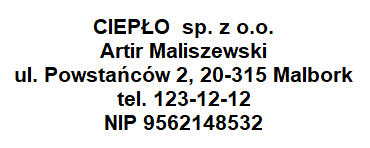 CIEPŁO  sp. z o.o.
Artir Maliszewski
ul. Powstańców 2, 20-315 Malbork
tel. 123-12-12
NIP 9562148532